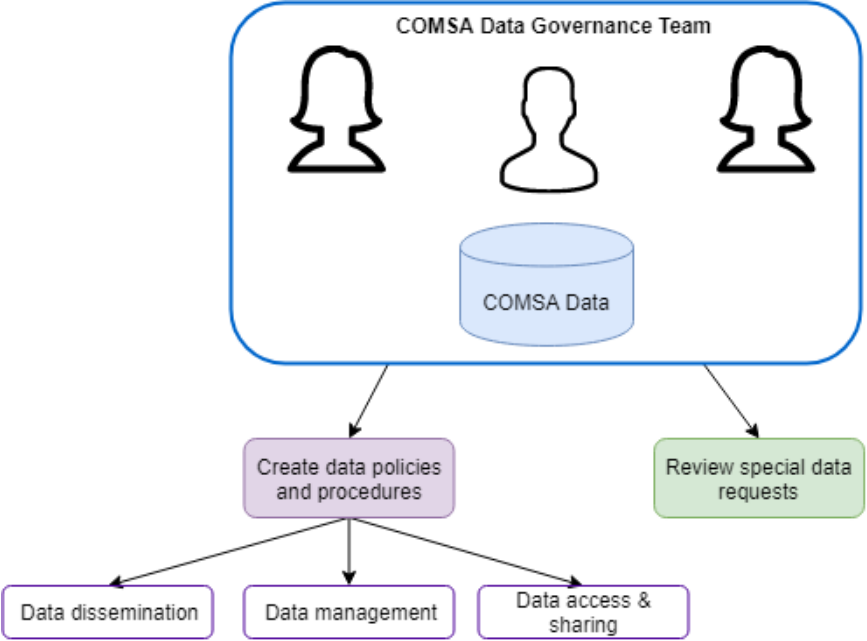 COMSA Data Governance Team
COMSA Data
Create data policies
and procedures
Review special data
requests
Data dissemination
Data management
Data access &
sharing